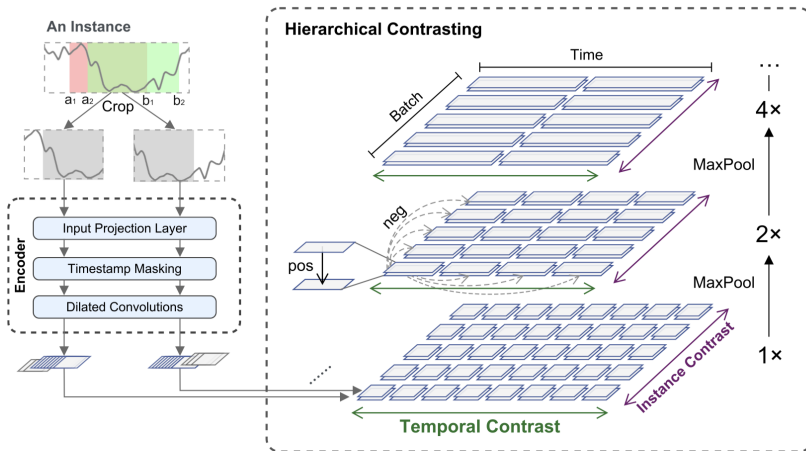 An Instance
a₁ a₂ b₁ b₂
Crop
Encoder
Input Projection Layer
Timestamp Masking
Dilated Convolutions
Hierarchical Contrasting
Time
Batch
...
4×
MaxPool
neg
pos
2×
MaxPool
1×
.....
Instance Contrast
Temporal Contrast